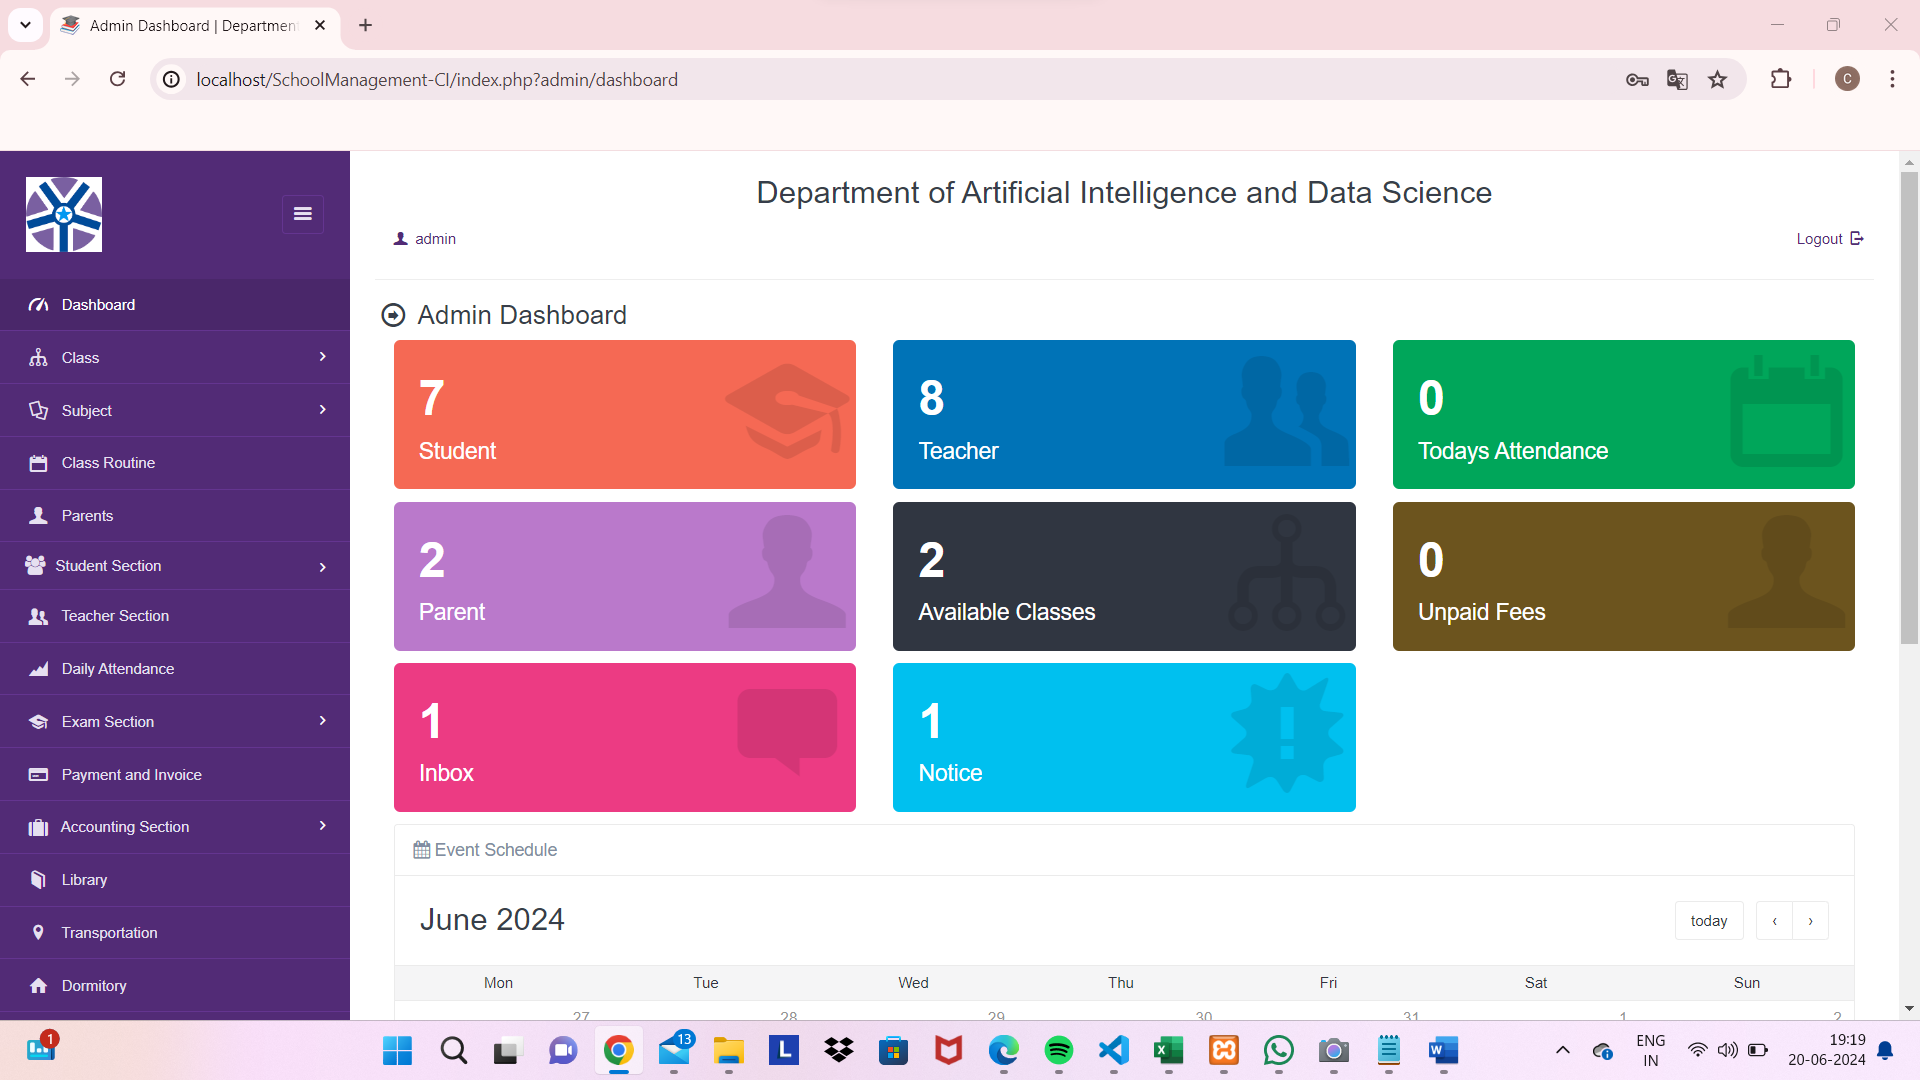 Admin Dashboard | Departmen
localhost/SchoolManagement-CI/index.php?admin/dashboard
C
Department of Artificial Intelligence and Data Science
admin
Logout
Dashboard
Class
Subject
Class Routine
Parents
Student Section
Teacher Section
Daily Attendance
Exam Section
Payment and Invoice
Accounting Section
Library
Transportation
Dormitory
Admin Dashboard
7
Student
8
Teacher
0
Todays Attendance
2
Parent
2
Available Classes
0
Unpaid Fees
1
Inbox
1
Notice
Event Schedule
June 2024
today
Mon Tue Wed Thu Fri Sat Sun
27 28 29 30 31 1 2
1
13
L
X
W
ENG
IN
19:19
20-06-2024